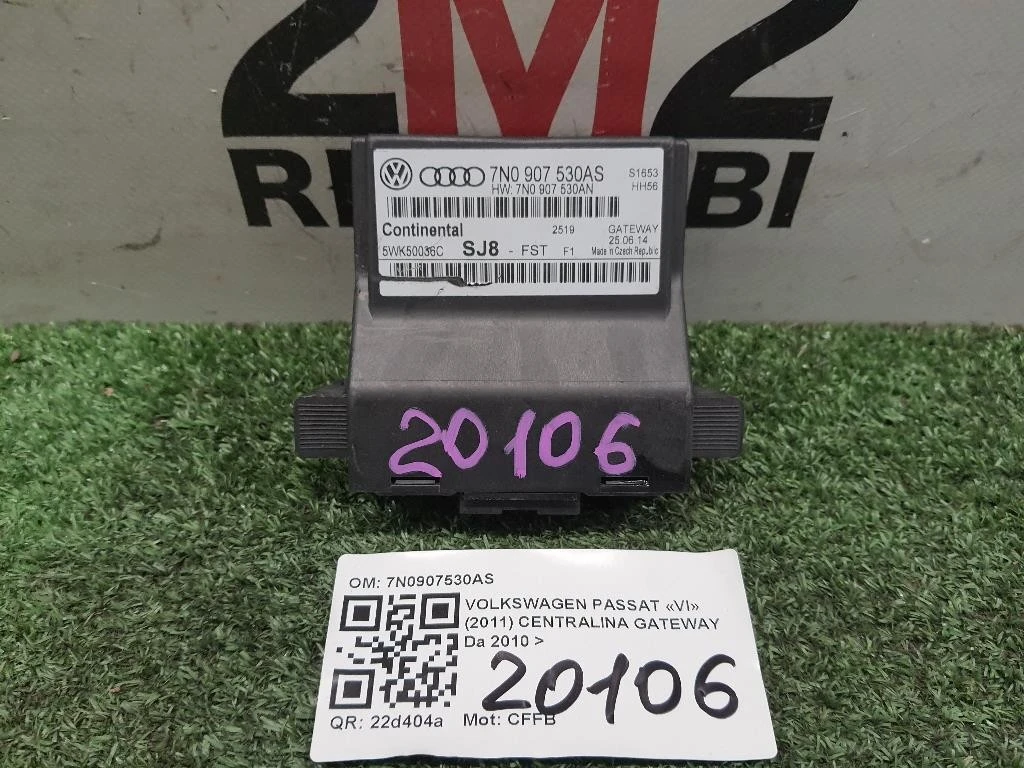 2M2
7N0 907 530AS
S1653
HW: 7N0 907 530AN
HH56
Continental
2519
GATEWAY
25.06.14
5WK50036C
SJ8 - FST F1
Made in Czech Republic
20106
OM: 7N0907530AS
VOLKSWAGEN PASSAT «VI»
(2011) CENTRALINA GATEWAY
Da 2010 >
20106
QR: 22d404a
Mot: CFFB